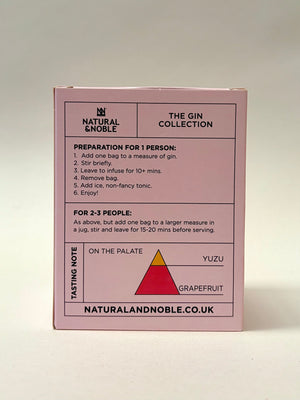 NATURAL
&NOBLE
THE GIN
COLLECTION
PREPARATION FOR 1 PERSON:
1. Add one bag to a measure of gin.
2. Stir briefly.
3. Leave to infuse for 10+ mins.
4. Remove bag.
5. Add ice, non-fancy tonic.
6. Enjoy!
FOR 2-3 PEOPLE:
As above, but add one bag to a larger measure in
a jug, stir and leave for 15-20 mins before serving.
TASTING NOTE
ON THE PALATE
YUZU
GRAPEFRUIT
NATURALANDNOBLE.CO.UK